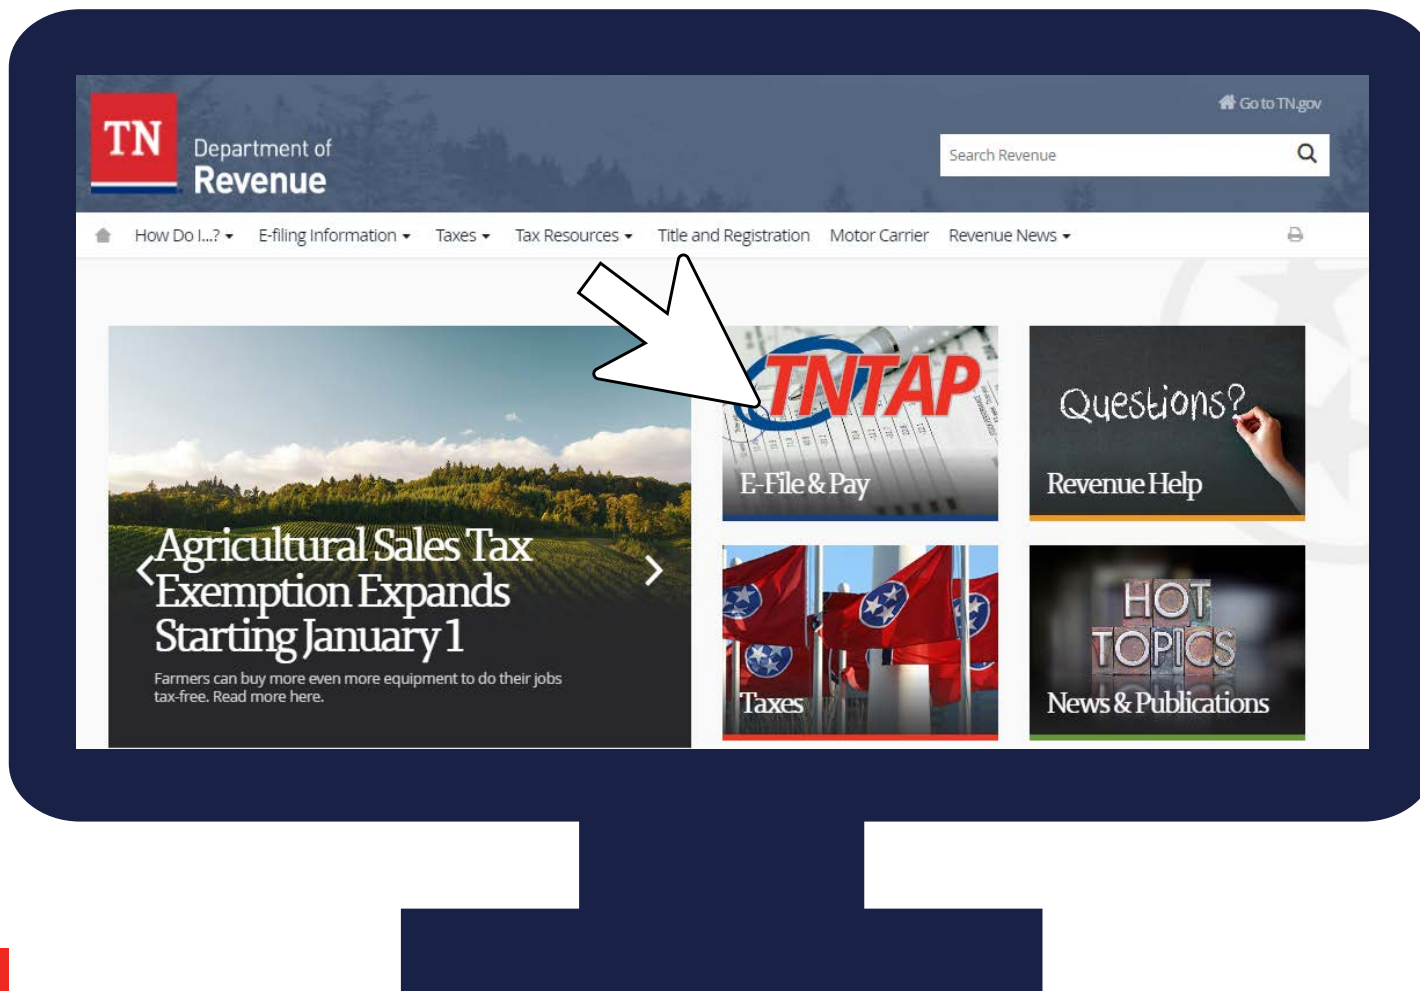 TN
Department of
Revenue
Go to TN.gov
Search Revenue
How Do I...?
E-filing Information
Taxes
Tax Resources
Title and Registration
Motor Carrier
Revenue News
Agricultural Sales Tax
Exemption Expands
Starting January 1
Farmers can buy more even more equipment to do their jobs
tax-free. Read more here.
TNTAP
E-File & Pay
Questions?
Revenue Help
Taxes
HOT
TOPICS
News & Publications